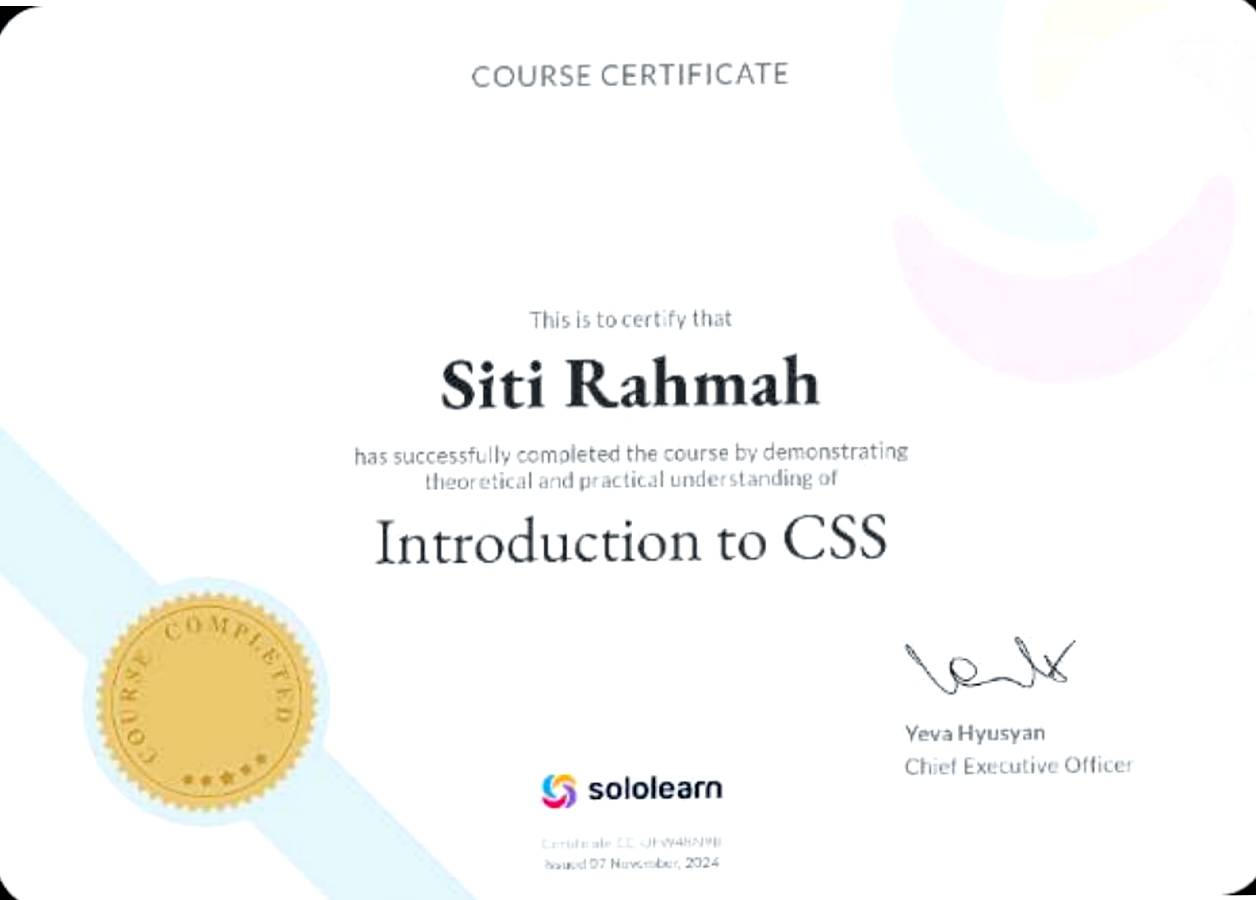 COURSE CERTIFICATE
This is to certify that
Siti Rahmah
has successfully completed the course by demonstrating
theoretical and practical understanding of
Introduction to CSS
COURSE COMPLETED
Yeva Hyusyan
Chief Executive Officer
sololearn
Certificate
Issued 07 November, 2024